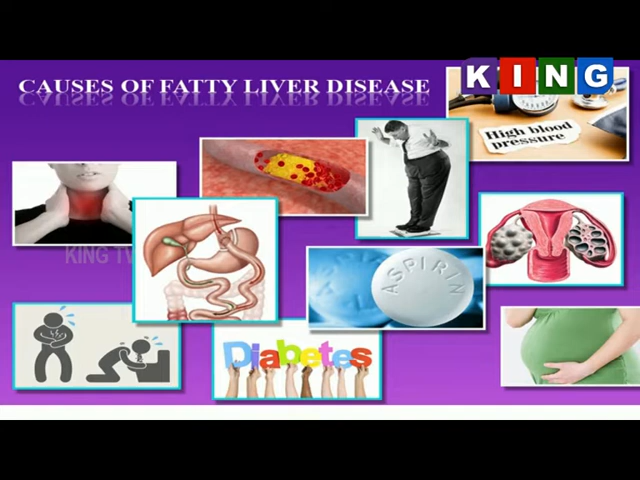 KING
CAUSES OF FATTY LIVER DISEASE
High blood
pressure
KING TV
ASPIRIN
Diabetes